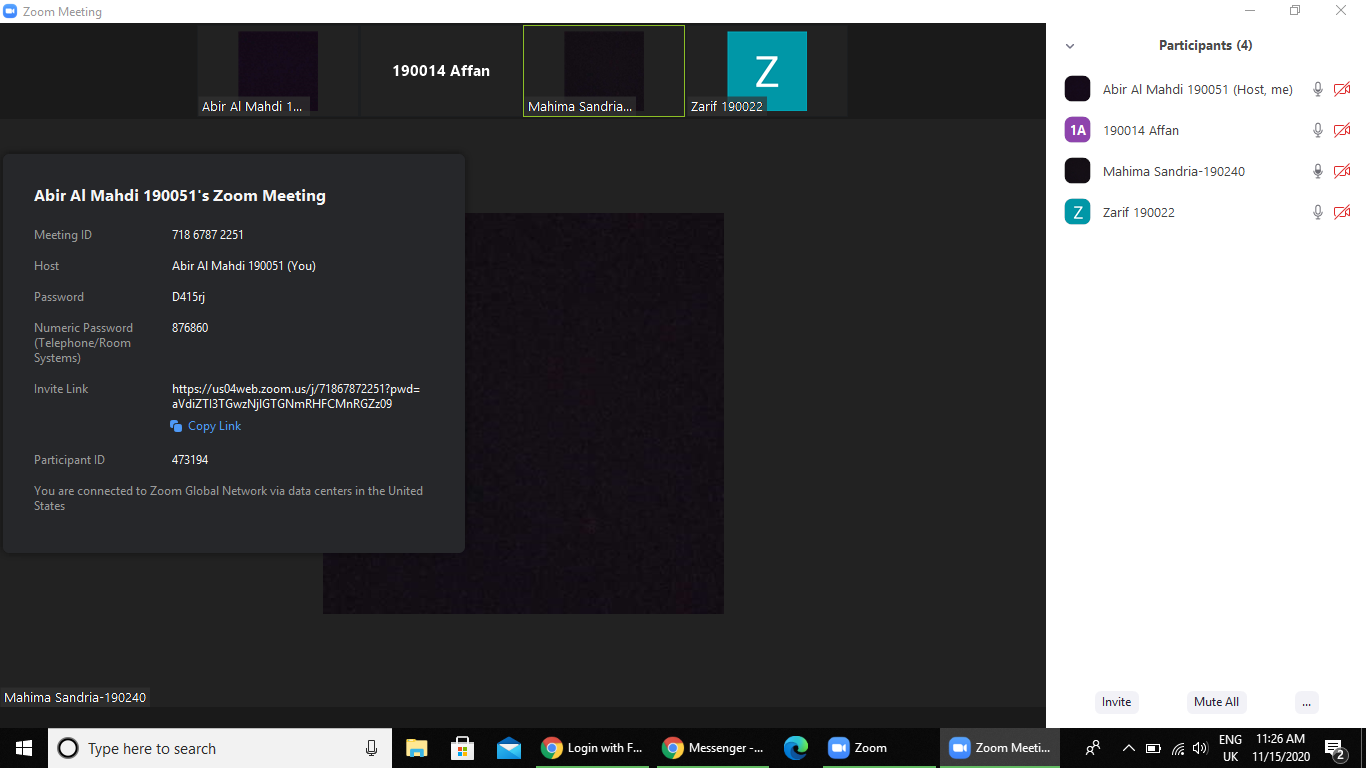 Zoom Meeting
Abir Al Mahdi 1...
190014 Affan
Mahima Sandria...
Z
Zarif 190022
Abir Al Mahdi 190051's Zoom Meeting
Meeting ID
718 6787 2251
Host
Abir Al Mahdi 190051 (You)
Password
D415rj
Numeric Password
(Telephone/Room
Systems)
876860
Invite Link
https://us04web.zoom.us/j/71867872251?pwd=
aVdiZTl3TGwzNjlGTGNmRHFCMnRGZz09
Copy Link
Participant ID
473194
You are connected to Zoom Global Network via data centers in the United
States
Mahima Sandria-190240
Participants (4)
Abir Al Mahdi 190051 (Host, me)
1A
190014 Affan
Mahima Sandria-190240
Z
Zarif 190022
Invite
Mute All
...
Type here to search
Login with F...
Messenger -...
Zoom
Zoom Meeti...
ENG
UK
11:26 AM
11/15/2020
2